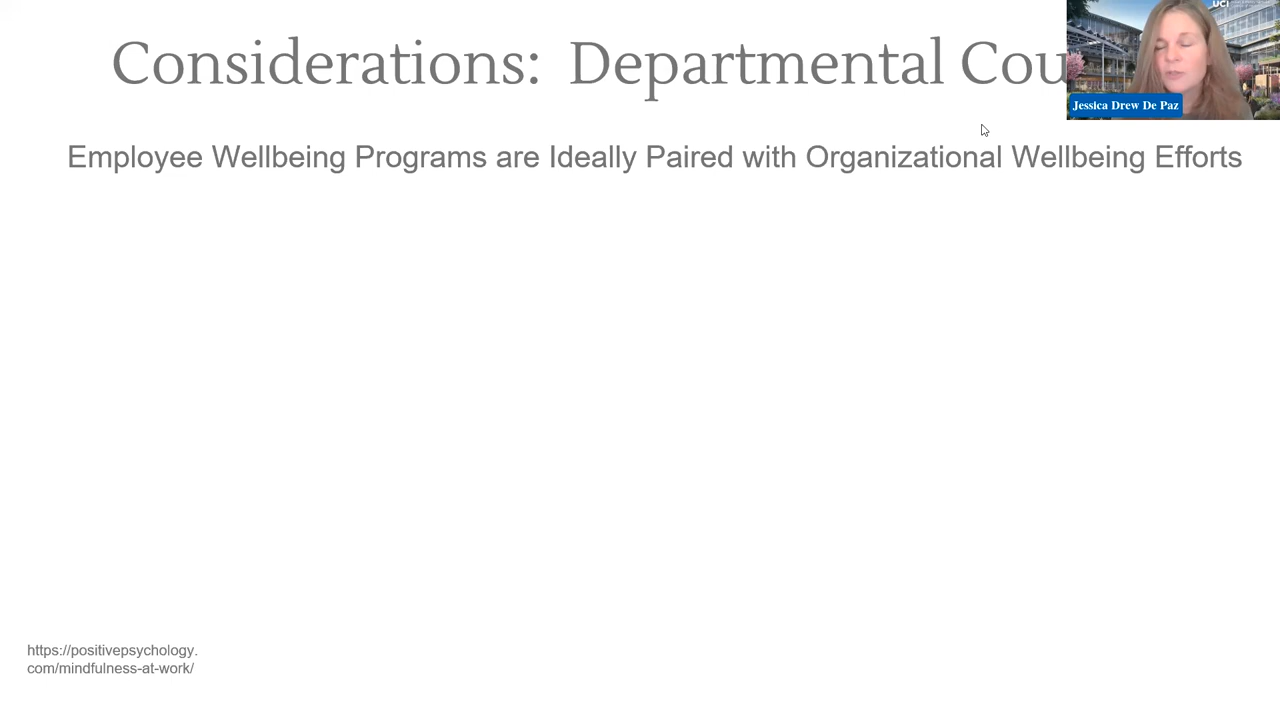 Considerations: Departmental Cou
UCI
Jessica Drew De Paz
Employee Wellbeing Programs are Ideally Paired with Organizational Wellbeing Efforts
https://positivepsychology.
com/mindfulness-at-work/